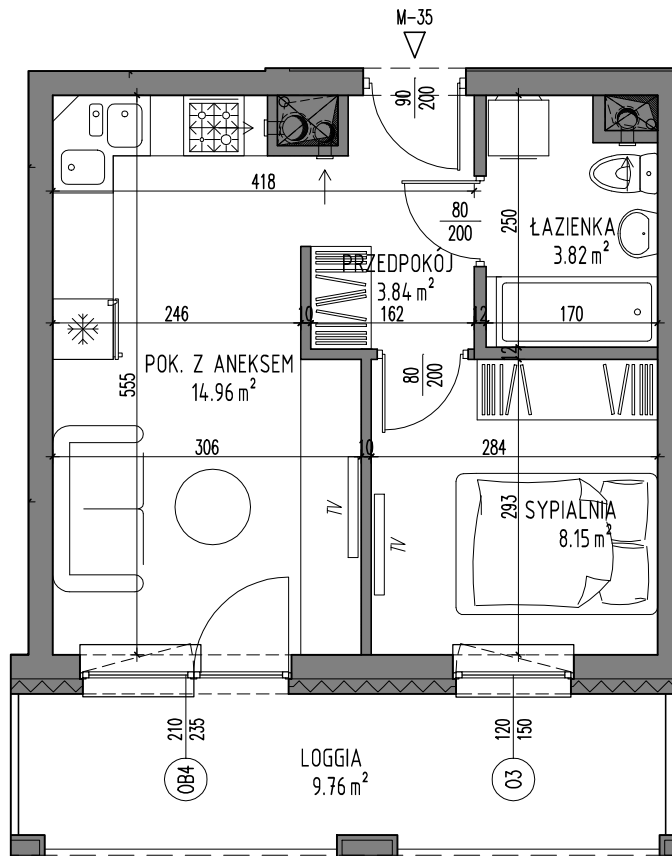 M-35
90
200
418
80
200
250
ŁAZIENKA
3.82 m²
PRZEDPOKÓJ
3.84 m²
246
10
162
12
170
POK. Z ANEKSEM
14.96 m²
555
80
200
12
306
10
284
TV
TV
293
SYPIALNIA
8.15 m²
210
235
120
150
LOGGIA
9.76 m²
OB4
O3